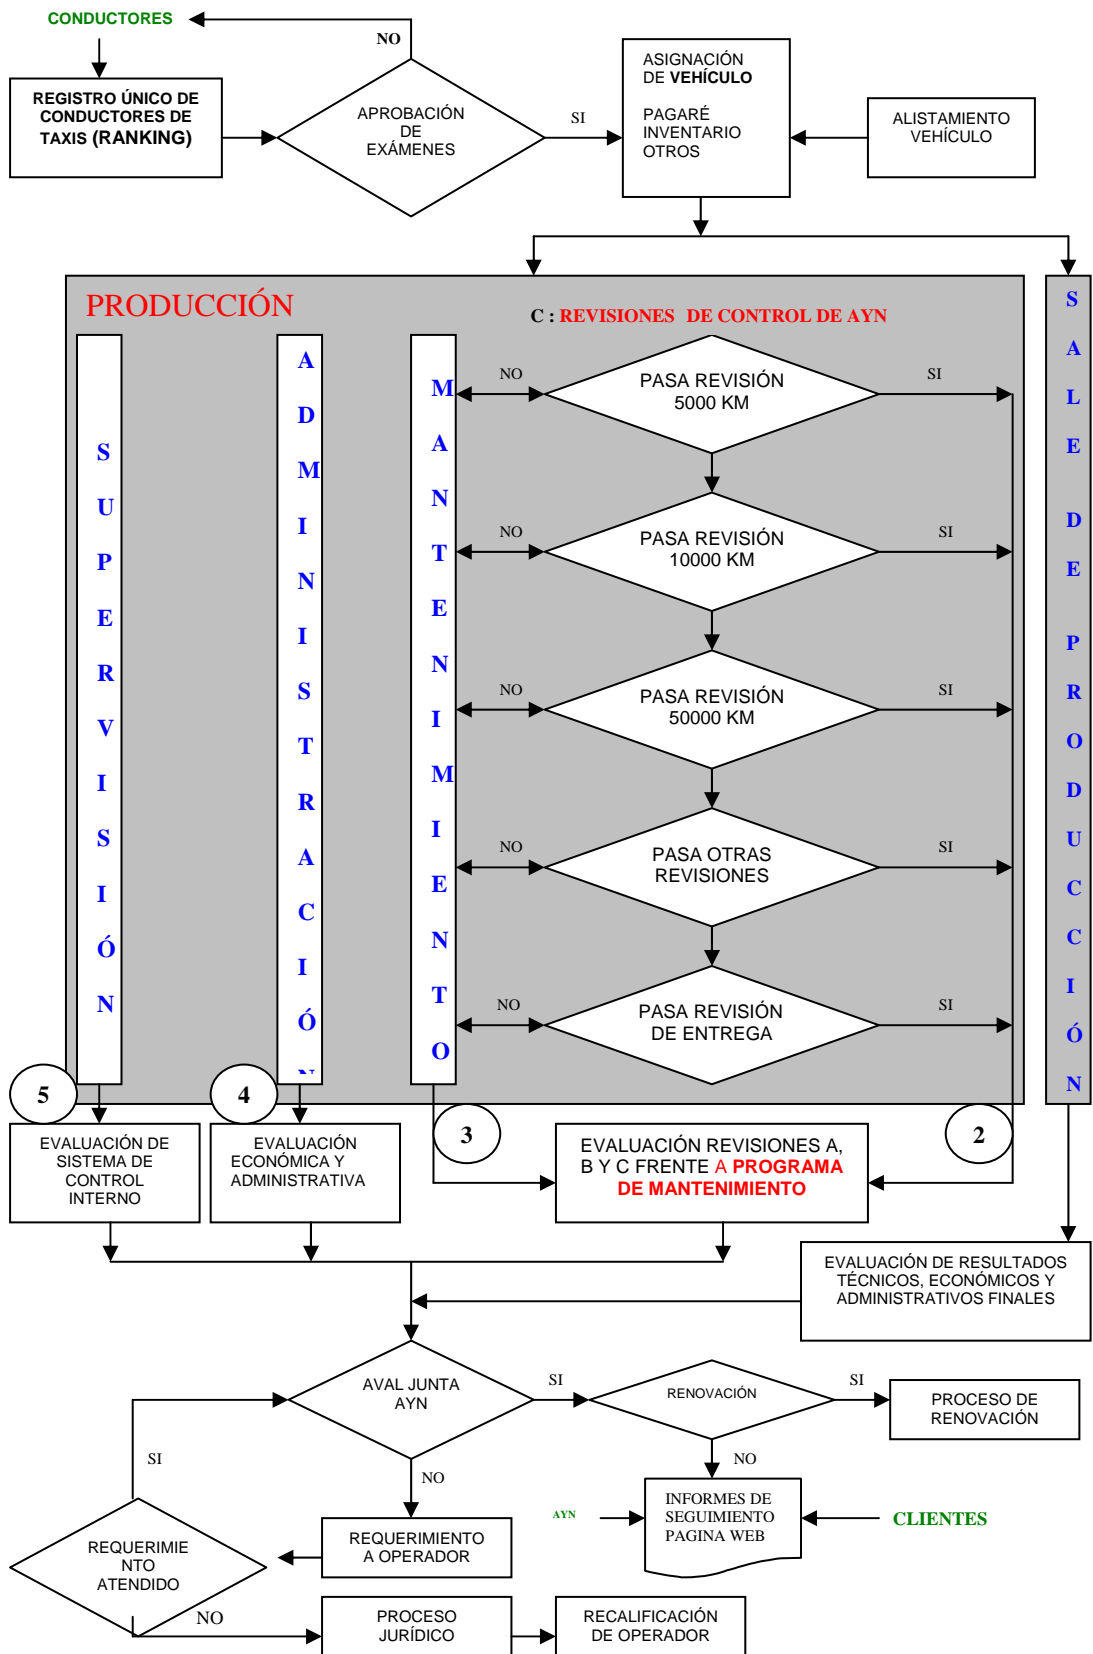 CONDUCTORES
NO
REGISTRO ÚNICO DE
CONDUCTORES DE
TAXIS (RANKING)
APROBACIÓN
DE
EXÁMENES
SI
ASIGNACIÓN
DE VEHÍCULO
PAGARÉ
INVENTARIO
OTROS
ALISTAMIENTO
VEHÍCULO
PRODUCCIÓN
C : REVISIONES DE CONTROL DE AYN
SUPERVISIÓN
ADMINISTRACIÓN
MANTENIMIENTO
NO
PASA REVISIÓN
5000 KM
SI
NO
PASA REVISIÓN
10000 KM
SI
NO
PASA REVISIÓN
50000 KM
SI
NO
PASA OTRAS
REVISIONES
SI
NO
PASA REVISIÓN
DE ENTREGA
SI
SALE DE PRODUCCIÓN
5
4
3
2
EVALUACIÓN DE
SISTEMA DE
CONTROL
INTERNO
EVALUACIÓN
ECONÓMICA Y
ADMINISTRATIVA
EVALUACIÓN REVISIONES A,
B Y C FRENTE A PROGRAMA
DE MANTENIMIENTO
EVALUACIÓN DE RESULTADOS
TÉCNICOS, ECONÓMICOS Y
ADMINISTRATIVOS FINALES
AVAL JUNTA
AYN
SI
RENOVACIÓN
SI
PROCESO DE
RENOVACIÓN
SI
NO
NO
AYN
INFORMES DE
SEGUIMIENTO
PAGINA WEB
CLIENTES
REQUERIMIE
NTO
ATENDIDO
REQUERIMIENTO
A OPERADOR
NO
PROCESO
JURÍDICO
RECALIFICACIÓN
DE OPERADOR